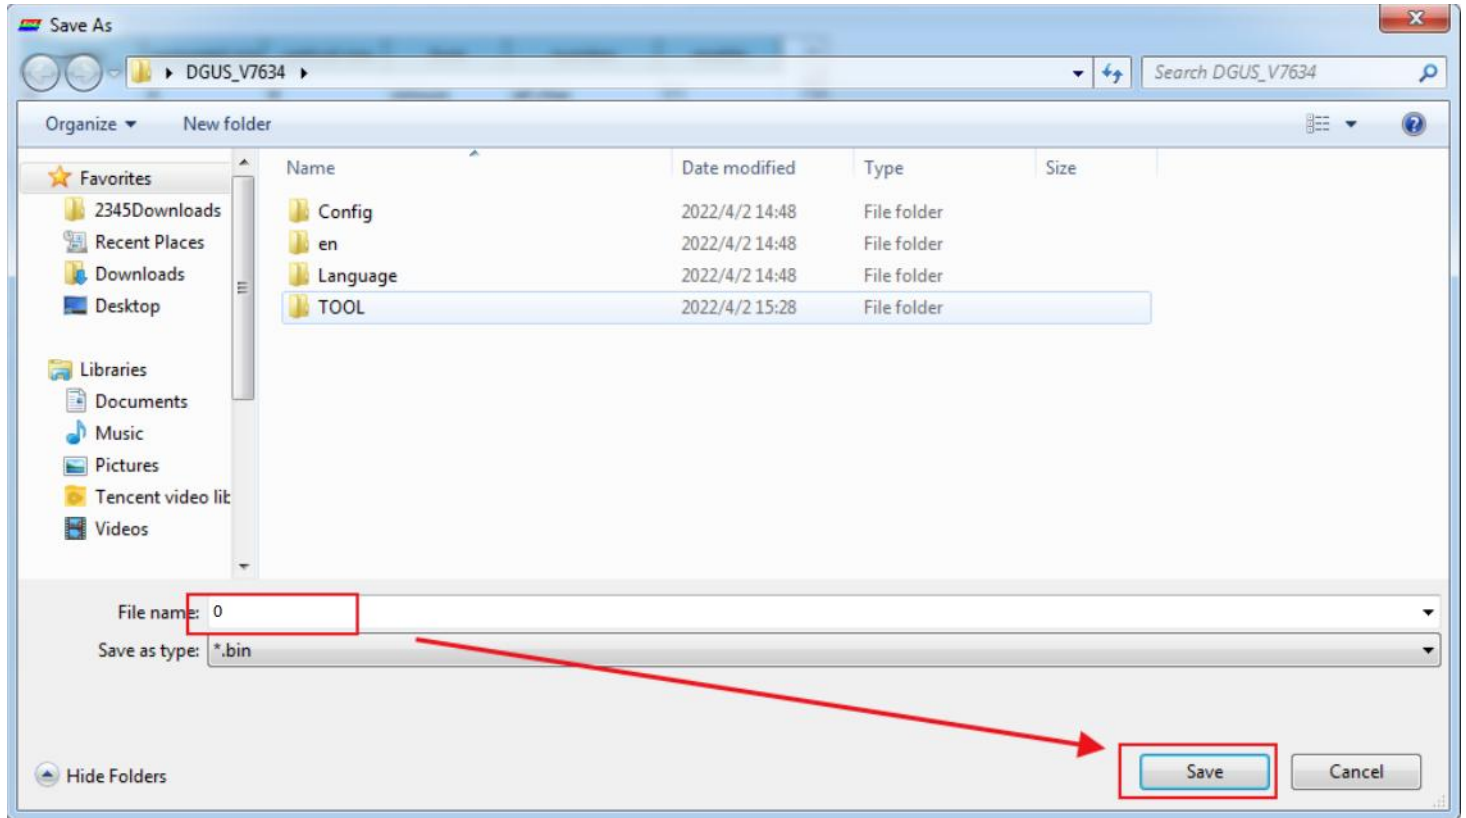 Save As
DGUS_V7634
Search DGUS_V7634
Organize New folder
Name Date modified Type Size
Favorites
2345Downloads
Recent Places
Downloads
Desktop
Libraries
Documents
Music
Pictures
Tencent video lib
Videos
Config 2022/4/2 14:48 File folder
en 2022/4/2 14:48 File folder
Language 2022/4/2 14:48 File folder
TOOL 2022/4/2 15:28 File folder
File name: 0
Save as type: *.bin
Hide Folders Save Cancel